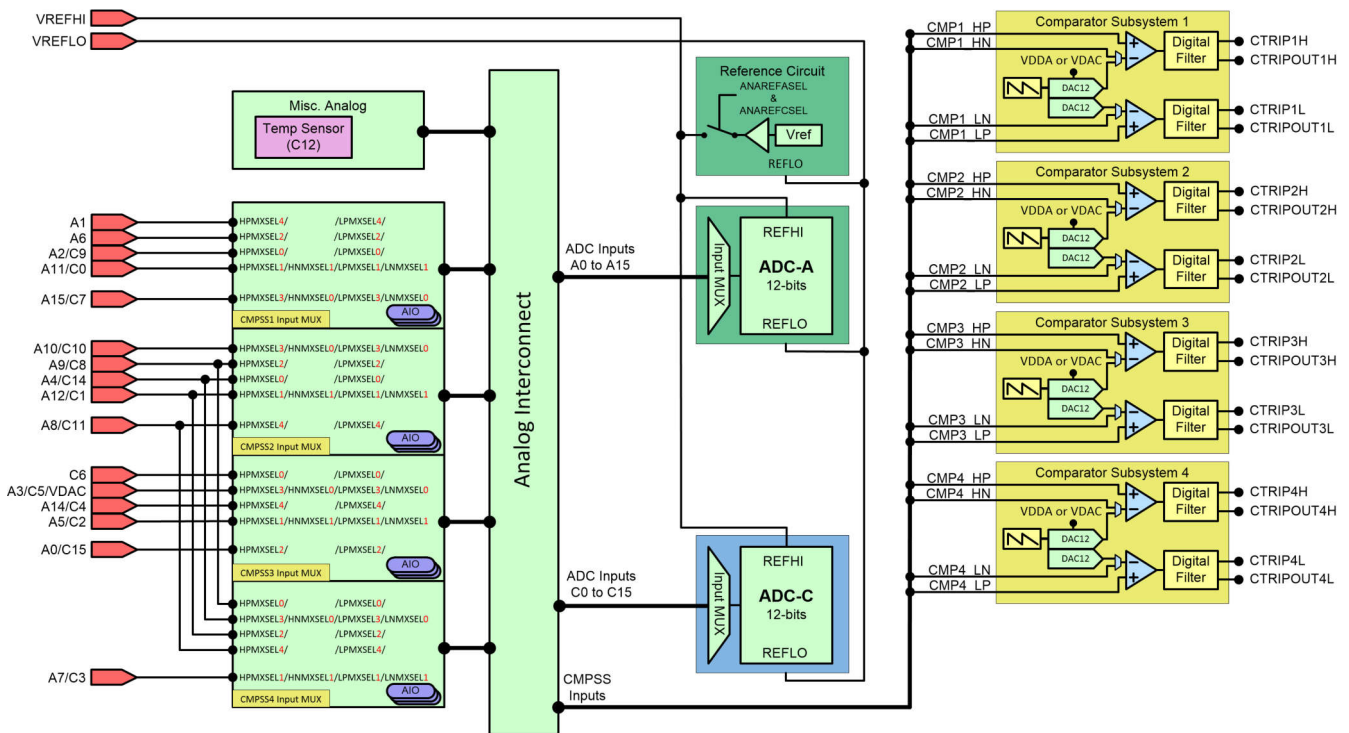 VREFHI
VREFLO
Misc. Analog
Temp Sensor
(C12)
A1
A6
A2/C9
A11/C0
A15/C7
HPMXSEL4/ /LPMXSEL4/
HPMXSEL2/ /LPMXSEL2/
HPMXSEL0/ /LPMXSEL0/
HPMXSEL1/HNMXSEL1/LPMXSEL1/LNMXSEL1
HPMXSEL3/HNMXSEL0/LPMXSEL3/LNMXSEL0
AIO
CMPSS1 Input MUX
A10/C10
A9/C8
A4/C14
A12/C1
A8/C11
HPMXSEL3/HNMXSEL0/LPMXSEL3/LNMXSEL0
HPMXSEL2/ /LPMXSEL2/
HPMXSEL0/ /LPMXSEL0/
HPMXSEL1/HNMXSEL1/LPMXSEL1/LNMXSEL1
HPMXSEL4/ /LPMXSEL4/
AIO
CMPSS2 Input MUX
C6
A3/C5/VDAC
A14/C4
A5/C2
A0/C15
HPMXSEL0/ /LPMXSEL0/
HPMXSEL3/HNMXSEL0/LPMXSEL3/LNMXSEL0
HPMXSEL4/ /LPMXSEL4/
HPMXSEL1/HNMXSEL1/LPMXSEL1/LNMXSEL1
HPMXSEL2/ /LPMXSEL2/
AIO
CMPSS3 Input MUX
A7/C3
HPMXSEL0/ /LPMXSEL0/
HPMXSEL3/HNMXSEL0/LPMXSEL3/LNMXSEL0
HPMXSEL2/ /LPMXSEL2/
HPMXSEL4/ /LPMXSEL4/
HPMXSEL1/HNMXSEL1/LPMXSEL1/LNMXSEL1
AIO
CMPSS4 Input MUX
Analog Interconnect
ADC Inputs
A0 to A15
ADC Inputs
C0 to C15
CMPSS
Inputs
Reference Circuit
ANAREFASEL
&
ANAREFCSEL
Vref
REFLO
Input MUX
REFHI
ADC-A
12-bits
REFLO
Input MUX
REFHI
ADC-C
12-bits
REFLO
CMP1_HP
CMP1_HN
CMP1_LN
CMP1_LP
Comparator Subsystem 1
VDDA or VDAC
DAC12
DAC12
Digital
Filter
Digital
Filter
CTRIP1H
CTRIPOUT1H
CTRIP1L
CTRIPOUT1L
CMP2_HP
CMP2_HN
CMP2_LN
CMP2_LP
Comparator Subsystem 2
VDDA or VDAC
DAC12
DAC12
Digital
Filter
Digital
Filter
CTRIP2H
CTRIPOUT2H
CTRIP2L
CTRIPOUT2L
CMP3_HP
CMP3_HN
CMP3_LN
CMP3_LP
Comparator Subsystem 3
VDDA or VDAC
DAC12
DAC12
Digital
Filter
Digital
Filter
CTRIP3H
CTRIPOUT3H
CTRIP3L
CTRIPOUT3L
CMP4_HP
CMP4_HN
CMP4_LN
CMP4_LP
Comparator Subsystem 4
VDDA or VDAC
DAC12
DAC12
Digital
Filter
Digital
Filter
CTRIP4H
CTRIPOUT4H
CTRIP4L
CTRIPOUT4L